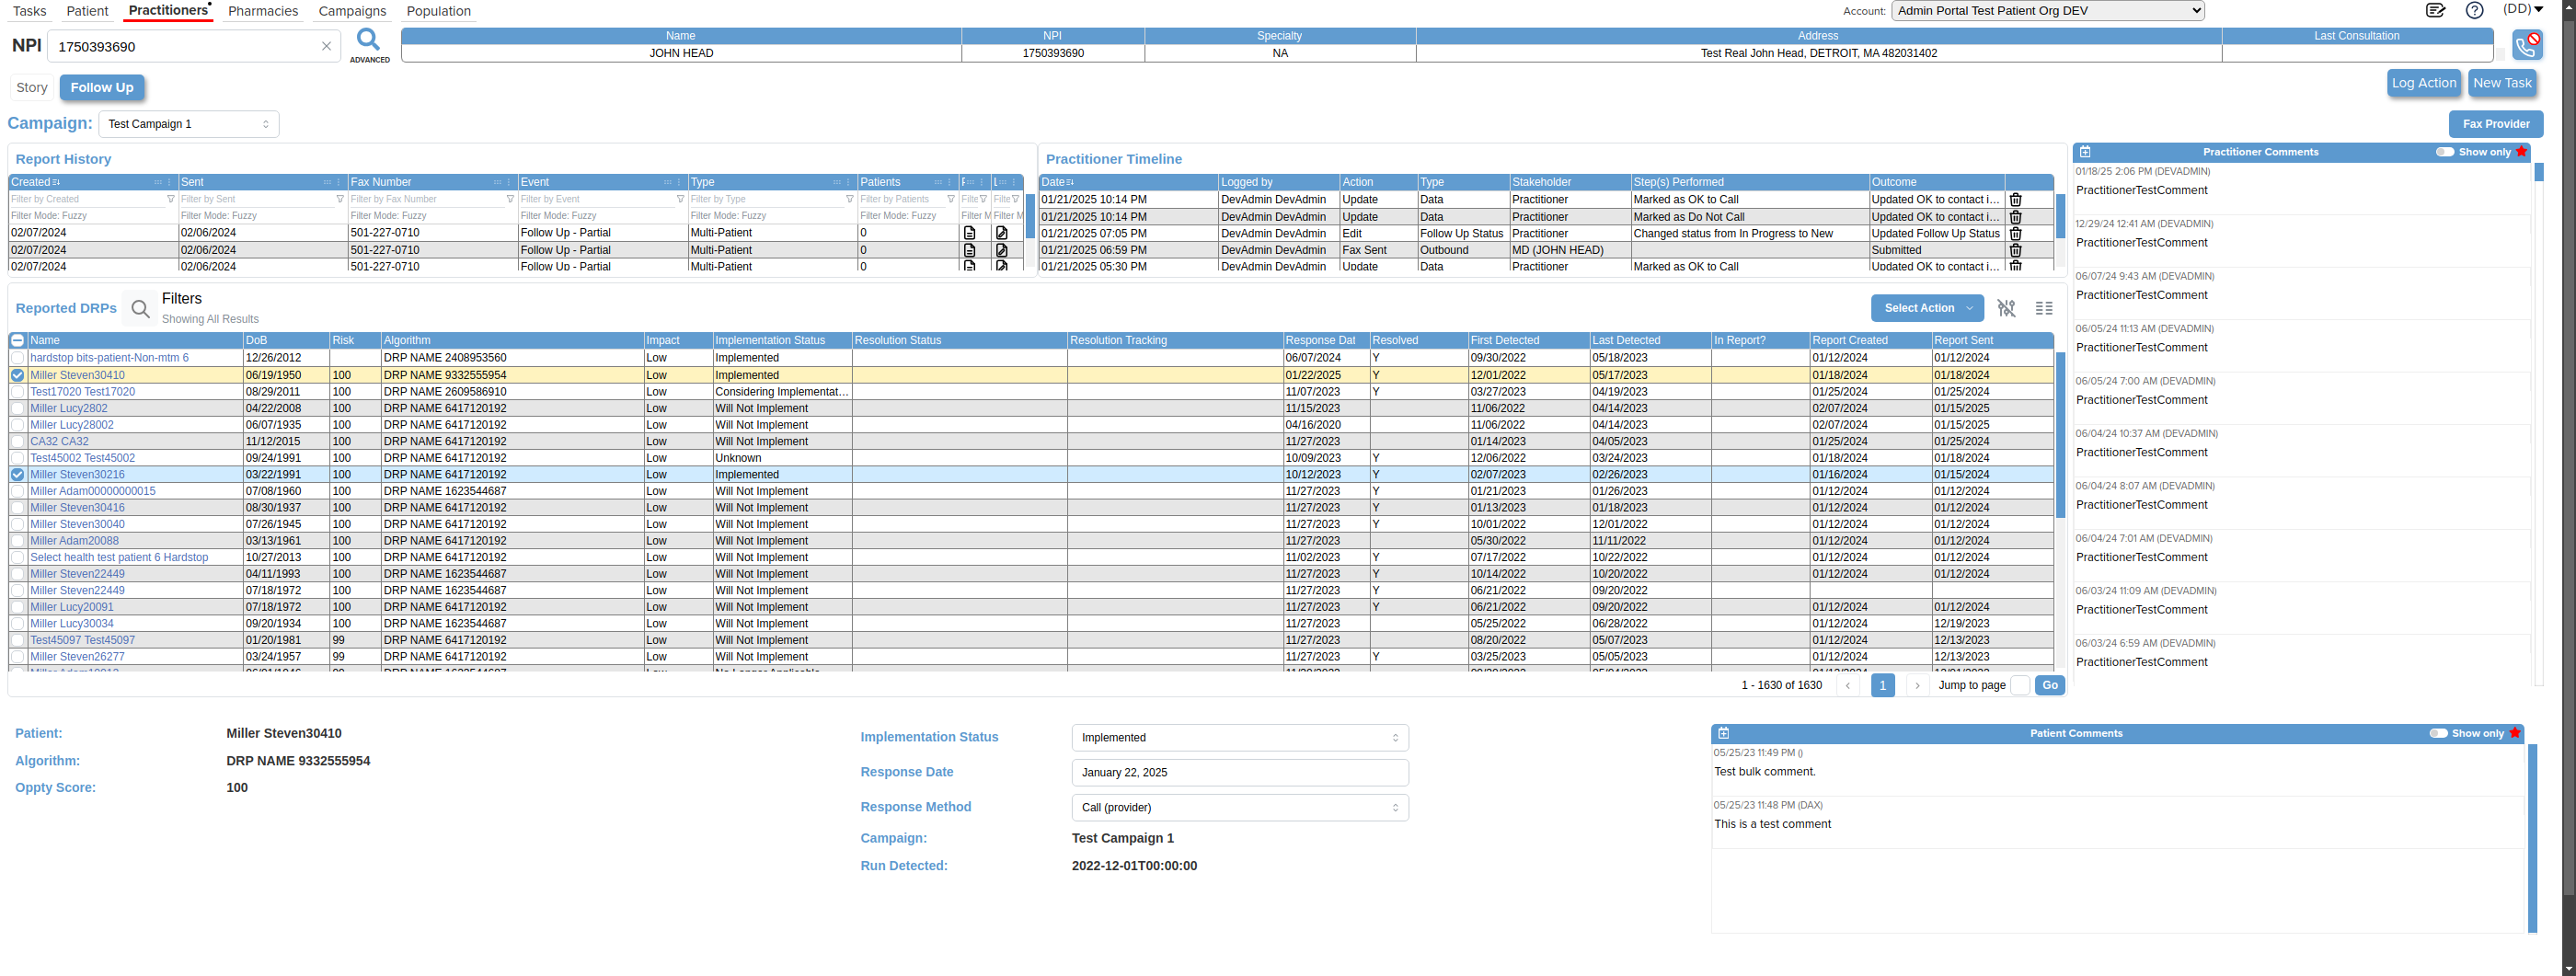 Tasks Patient Practitioners Pharmacies Campaigns Population Account: Admin Portal Test Patient Org DEV (DD)
NPI 1750393690 ADVANCED
Name NPI Specialty Address Last Consultation
JOHN HEAD 1750393690 NA Test Real John Head, DETROIT, MA 482031402
Story Follow Up Log Action New Task
Campaign: Test Campaign 1 Fax Provider
Report History
Created Sent Fax Number Event Type Patients
Filter by Created Filter by Sent Filter by Fax Number Filter by Event Filter by Type Filter by Patients Filte Filte
Filter Mode: Fuzzy Filter Mode: Fuzzy Filter Mode: Fuzzy Filter Mode: Fuzzy Filter Mode: Fuzzy Filter Mode: Fuzzy Filter M Filter M
02/07/2024 02/06/2024 501-227-0710 Follow Up - Partial Multi-Patient 0
02/07/2024 02/06/2024 501-227-0710 Follow Up - Partial Multi-Patient 0
02/07/2024 02/06/2024 501-227-0710 Follow Up - Partial Multi-Patient 0
Practitioner Timeline
Date Logged by Action Type Stakeholder Step(s) Performed Outcome
01/21/2025 10:14 PM DevAdmin DevAdmin Update Data Practitioner Marked as OK to Call Updated OK to contact i...
01/21/2025 10:14 PM DevAdmin DevAdmin Update Data Practitioner Marked as Do Not Call Updated OK to contact i...
01/21/2025 07:05 PM DevAdmin DevAdmin Edit Follow Up Status Practitioner Changed status from In Progress to New Updated Follow Up Status
01/21/2025 06:59 PM DevAdmin DevAdmin Fax Sent Outbound MD (JOHN HEAD) Submitted
01/21/2025 05:30 PM DevAdmin DevAdmin Update Data Practitioner Marked as OK to Call Updated OK to contact i...
Practitioner Comments Show only
01/18/25 2:06 PM (DEVADMIN)
PractitionerTestComment
12/29/24 12:41 AM (DEVADMIN)
PractitionerTestComment
06/07/24 9:43 AM (DEVADMIN)
PractitionerTestComment
06/05/24 11:13 AM (DEVADMIN)
PractitionerTestComment
06/05/24 7:00 AM (DEVADMIN)
PractitionerTestComment
06/04/24 10:37 AM (DEVADMIN)
PractitionerTestComment
06/04/24 8:07 AM (DEVADMIN)
PractitionerTestComment
06/04/24 7:01 AM (DEVADMIN)
PractitionerTestComment
06/03/24 11:09 AM (DEVADMIN)
PractitionerTestComment
06/03/24 6:59 AM (DEVADMIN)
PractitionerTestComment
Reported DRPs Filters Select Action
Showing All Results
Name DoB Risk Algorithm Impact Implementation Status Resolution Status Resolution Tracking Response Dat Resolved First Detected Last Detected In Report? Report Created Report Sent
hardstop bits-patient-Non-mtm 6 12/26/2012 DRP NAME 2408953560 Low Implemented 06/07/2024 Y 09/30/2022 05/18/2023 01/12/2024 01/12/2024
Miller Steven30410 06/19/1950 100 DRP NAME 9332555954 Low Implemented 01/22/2025 Y 12/01/2022 05/17/2023 01/18/2024 01/18/2024
Test17020 Test17020 08/29/2011 100 DRP NAME 2609586910 Low Considering Implementat... 11/07/2023 Y 03/27/2023 04/19/2023 01/25/2024 01/25/2024
Miller Lucy2802 04/22/2008 100 DRP NAME 6417120192 Low Will Not Implement 11/15/2023 11/06/2022 04/14/2023 02/07/2024 01/15/2025
Miller Lucy28002 06/07/1935 100 DRP NAME 6417120192 Low Will Not Implement 04/16/2020 11/06/2022 04/14/2023 02/07/2024 01/15/2025
CA32 CA32 11/12/2015 100 DRP NAME 6417120192 Low Will Not Implement 11/27/2023 01/14/2023 04/05/2023 01/25/2024 01/25/2024
Test45002 Test45002 09/24/1991 100 DRP NAME 6417120192 Low Unknown 10/09/2023 Y 12/06/2022 03/24/2023 01/18/2024 01/18/2024
Miller Steven30216 03/22/1991 100 DRP NAME 6417120192 Low Implemented 10/12/2023 Y 02/07/2023 02/26/2023 01/16/2024 01/15/2024
Miller Adam00000000015 07/08/1960 100 DRP NAME 1623544687 Low Will Not Implement 11/27/2023 Y 01/21/2023 01/26/2023 01/12/2024 01/12/2024
Miller Steven30416 08/30/1937 100 DRP NAME 6417120192 Low Will Not Implement 11/27/2023 Y 01/13/2023 01/18/2023 01/12/2024 01/12/2024
Miller Steven30040 07/26/1945 100 DRP NAME 6417120192 Low Will Not Implement 11/27/2023 Y 10/01/2022 12/01/2022 01/12/2024 01/12/2024
Miller Adam20088 03/13/1961 100 DRP NAME 6417120192 Low Will Not Implement 11/27/2023 05/30/2022 11/11/2022 01/12/2024 01/12/2024
Select health test patient 6 Hardstop 10/27/2013 100 DRP NAME 6417120192 Low Will Not Implement 11/02/2023 Y 07/17/2022 10/22/2022 01/12/2024 01/12/2024
Miller Steven22449 04/11/1993 100 DRP NAME 1623544687 Low Will Not Implement 11/27/2023 Y 10/14/2022 10/20/2022 01/12/2024 01/12/2024
Miller Steven22449 07/18/1972 100 DRP NAME 1623544687 Low Will Not Implement 11/27/2023 Y 06/21/2022 09/20/2022
Miller Lucy20091 07/18/1972 100 DRP NAME 6417120192 Low Will Not Implement 11/27/2023 Y 06/21/2022 09/20/2022 01/12/2024 01/12/2024
Miller Lucy30034 09/20/1934 100 DRP NAME 1623544687 Low Will Not Implement 11/27/2023 05/25/2022 06/28/2022 01/12/2024 12/19/2023
Test45097 Test45097 01/20/1981 99 DRP NAME 6417120192 Low Will Not Implement 11/27/2023 08/20/2022 05/07/2023 01/12/2024 12/13/2023
Miller Steven26277 03/24/1957 99 DRP NAME 6417120192 Low Will Not Implement 11/27/2023 Y 03/25/2023 05/05/2023 01/12/2024 12/13/2023
1 - 1630 of 1630 1 Jump to page Go
Patient: Miller Steven30410
Algorithm: DRP NAME 9332555954
Oppty Score: 100
Implementation Status Implemented
Response Date January 22, 2025
Response Method Call (provider)
Campaign: Test Campaign 1
Run Detected: 2022-12-01T00:00:00
Patient Comments Show only
05/25/23 11:49 PM ()
Test bulk comment.
05/25/23 11:48 PM (DAX)
This is a test comment